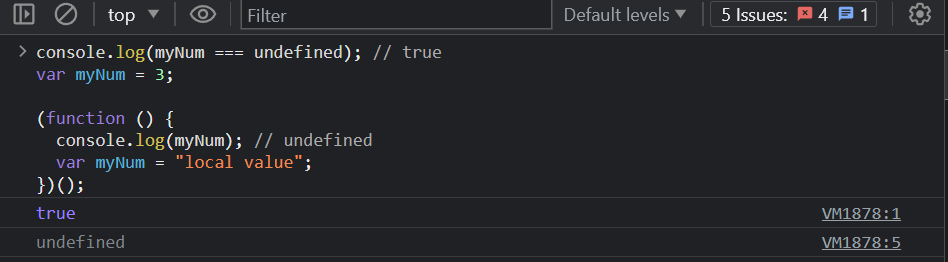 top ▼ Filter Default levels ▼ 5 Issues: 4 1
> console.log(myNum === undefined); // true
var myNum = 3;

(function () {
  console.log(myNum); // undefined
  var myNum = "local value";
})();
true VM1878:1
undefined VM1878:5